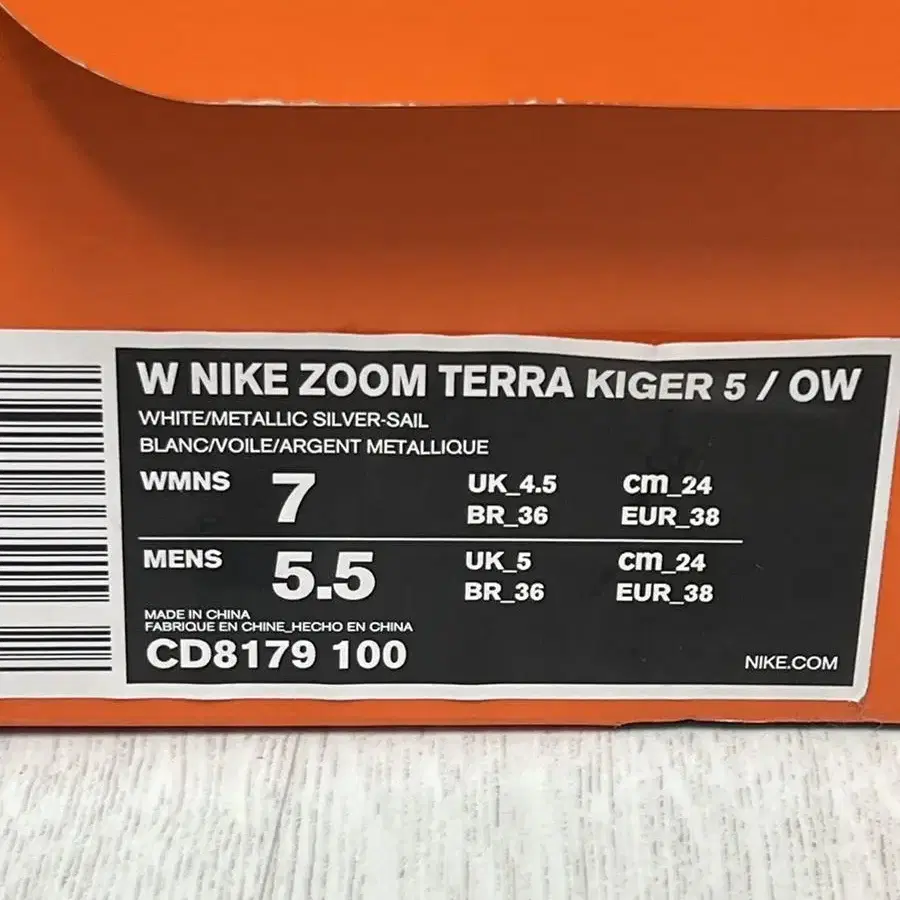 W NIKE ZOOM TERRA KIGER 5 / OW
WHITE/METALLIC SILVER-SAIL
BLANC/VOILE/ARGENT METALLIQUE
WMNS 7 UK_4.5 cm_24
BR_36 EUR_38
MENS 5.5 UK_5 cm_24
BR_36 EUR_38
MADE IN CHINA
FABRIQUE EN CHINE_HECHO EN CHINA
CD8179 100 NIKE.COM